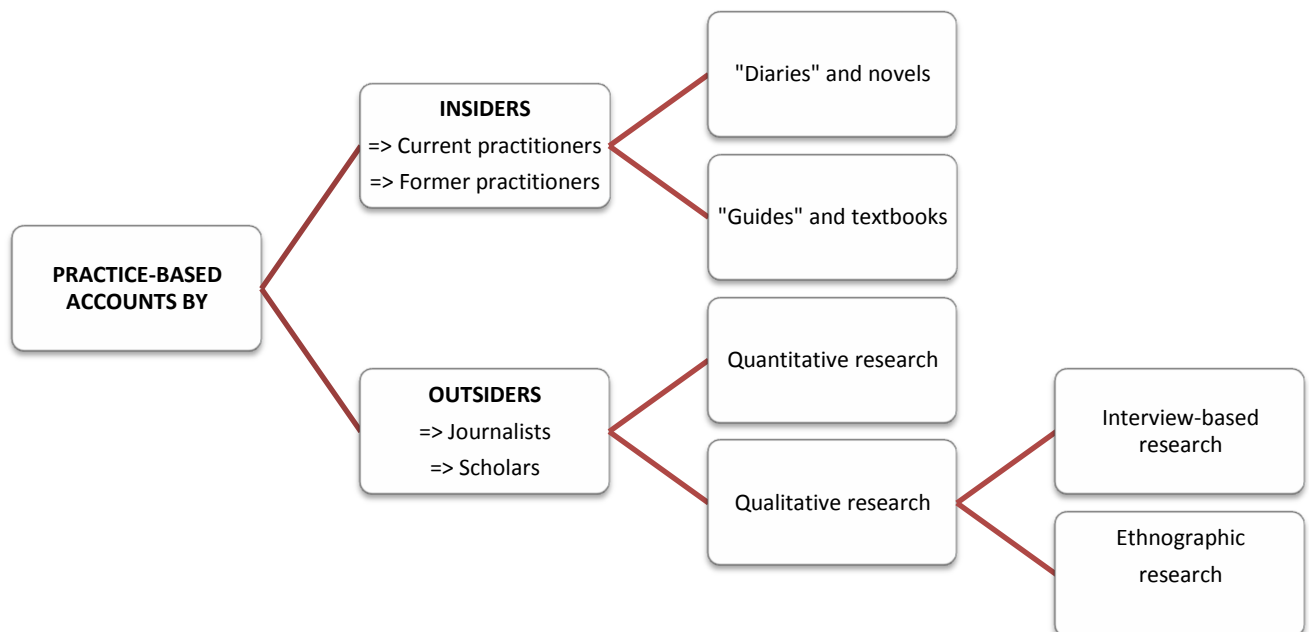 "Diaries" and novels
INSIDERS
=> Current practitioners
=> Former practitioners
"Guides" and textbooks
PRACTICE-BASED
ACCOUNTS BY
Quantitative research
OUTSIDERS
=> Journalists
=> Scholars
Qualitative research
Interview-based
research
Ethnographic
research